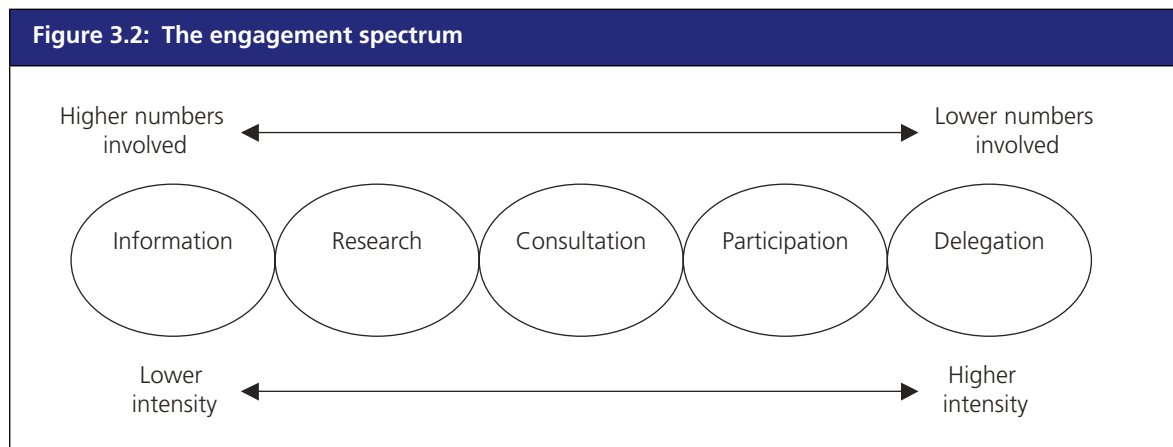 Figure 3.2: The engagement spectrum
Higher numbers
involved
Lower numbers
involved
Information
Research
Consultation
Participation
Delegation
Lower
intensity
Higher
intensity